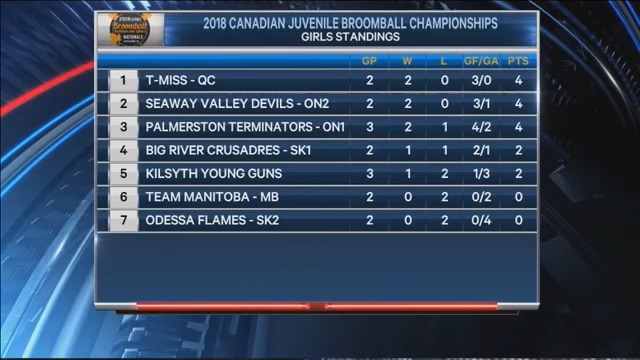 2018
Broomball
NATIONALS
2018 CANADIAN JUVENILE BROOMBALL CHAMPIONSHIPS
GIRLS STANDINGS
GP W L GF/GA PTS
1 T-MISS - QC 2 2 0 3/0 4
2 SEAWAY VALLEY DEVILS - ON2 2 2 0 3/1 4
3 PALMERSTON TERMINATORS - ON1 3 2 1 4/2 4
4 BIG RIVER CRUSADRES - SK1 2 1 1 2/1 2
5 KILSYTH YOUNG GUNS 3 1 2 1/3 2
6 TEAM MANITOBA - MB 2 0 2 0/2 0
7 ODESSA FLAMES - SK2 2 0 2 0/4 0